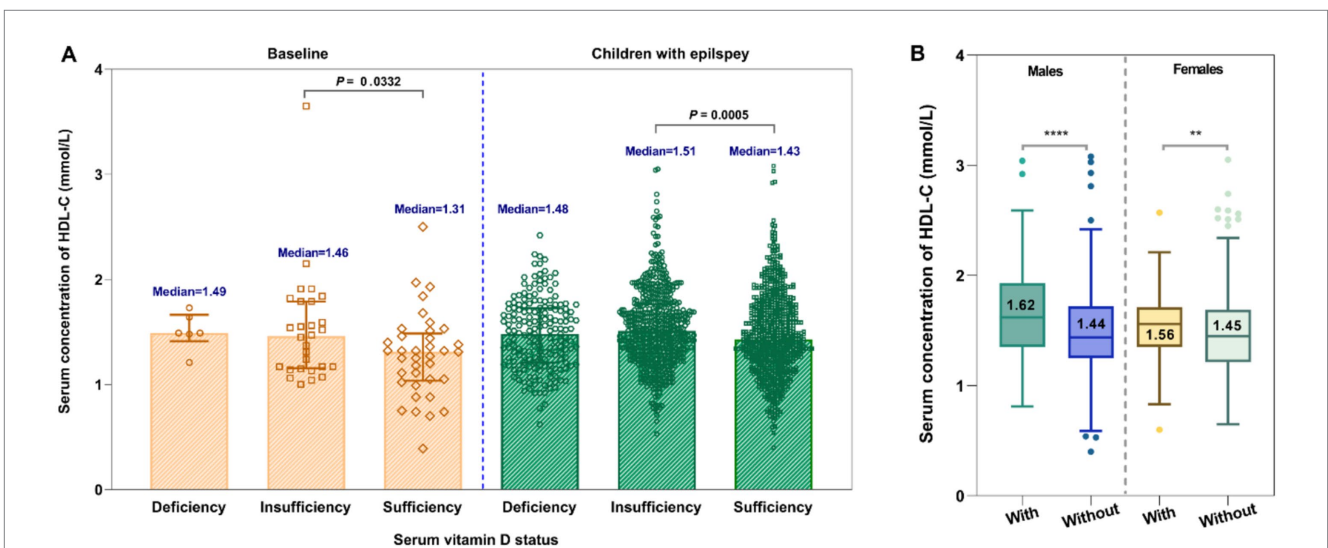 A
Baseline
Children with epilspey
Serum concentration of HDL-C (mmol/L)
4
3
2
1
0
P = 0.0332
P = 0.0005
Median=1.49
Median=1.46
Median=1.31
Median=1.48
Median=1.51
Median=1.43
Deficiency Insufficiency Sufficiency Deficiency Insufficiency Sufficiency
Serum vitamin D status
B
Males Females
Serum concentration of HDL-C (mmol/L)
4
3
2
1
0
**** **
1.62
1.44
1.56
1.45
With Without With Without